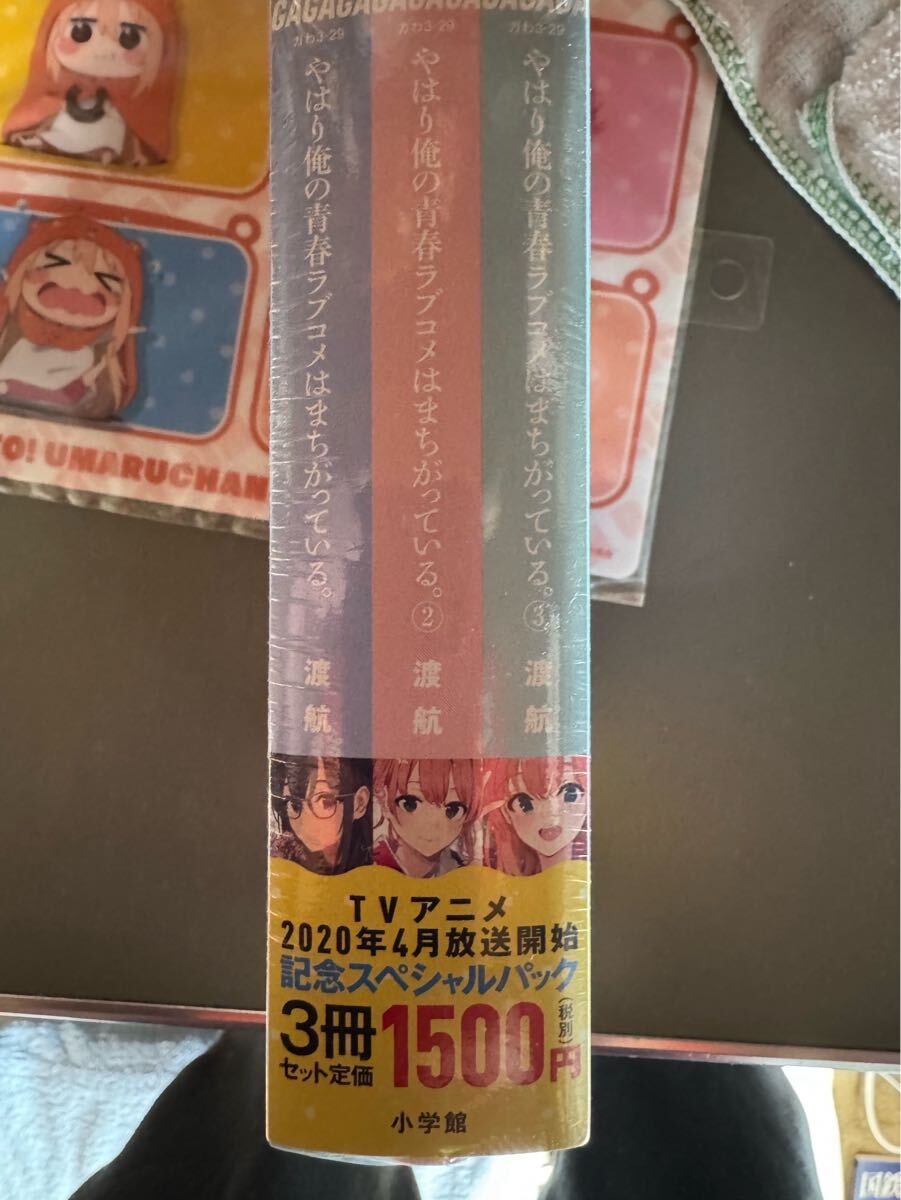 GAGAGAGAGAGAGAGA
ガわ3-29
ガわ3-29
ガわ3-29
やはり俺の青春ラブコメはまちがっている。
渡 航
やはり俺の青春ラブコメはまちがっている。②
渡 航
やはり俺の青春ラブコメはまちがっている。③
渡 航
TO! UMARUCHAN
TVアニメ
2020年4月放送開始
記念スペシャルパック
3冊
セット定価
1500円
(税別)
小学館
国鉄